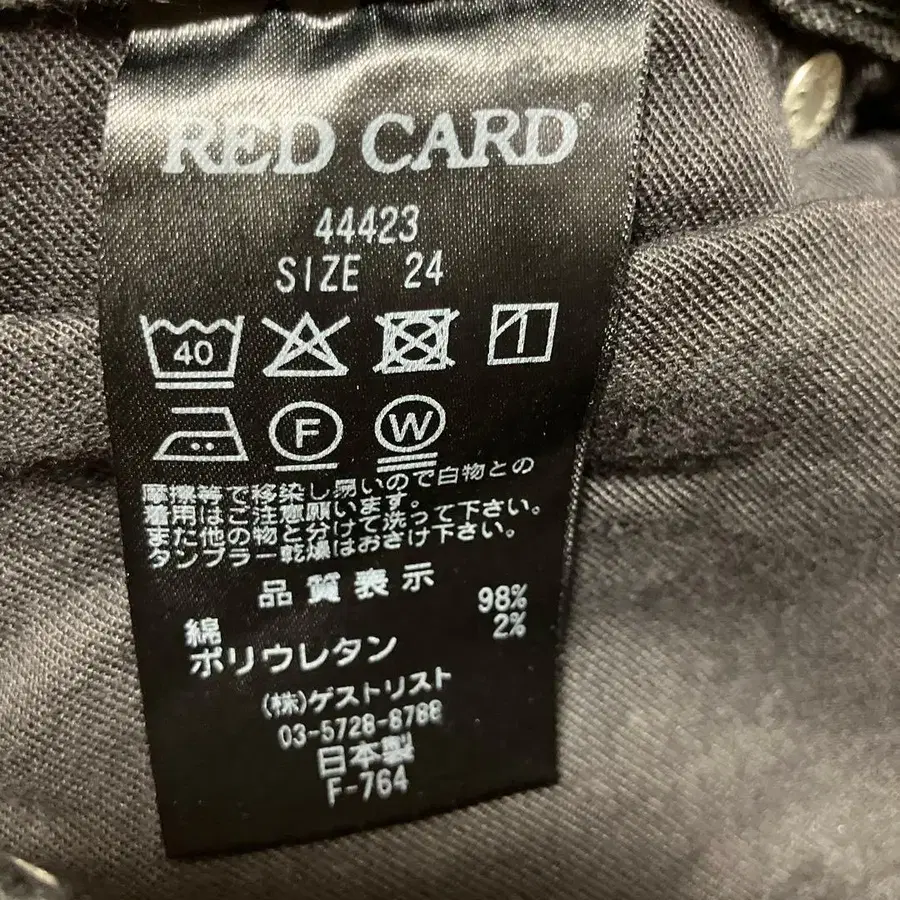 RED CARD®
44423
SIZE 24
40
F
W
摩擦等で移染し易いので白物との
着用はご注意願います。
また他の物と分けて洗って下さい。
タンブラー乾燥はおさけ下さい。
品質表示
綿 98%
ポリウレタン 2%
(株)ゲストリスト
03-5728-8788
日本製
F-764